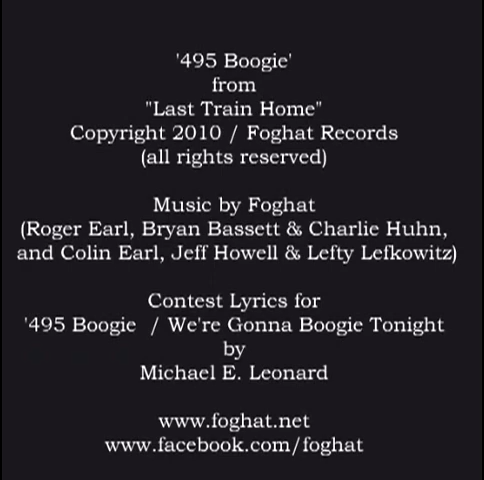 '495 Boogie'
from
"Last Train Home"
Copyright 2010 / Foghat Records
(all rights reserved)
Music by Foghat
(Roger Earl, Bryan Bassett & Charlie Huhn,
and Colin Earl, Jeff Howell & Lefty Lefkowitz)
Contest Lyrics for
'495 Boogie / We're Gonna Boogie Tonight
by
Michael E. Leonard
www.foghat.net
www.facebook.com/foghat